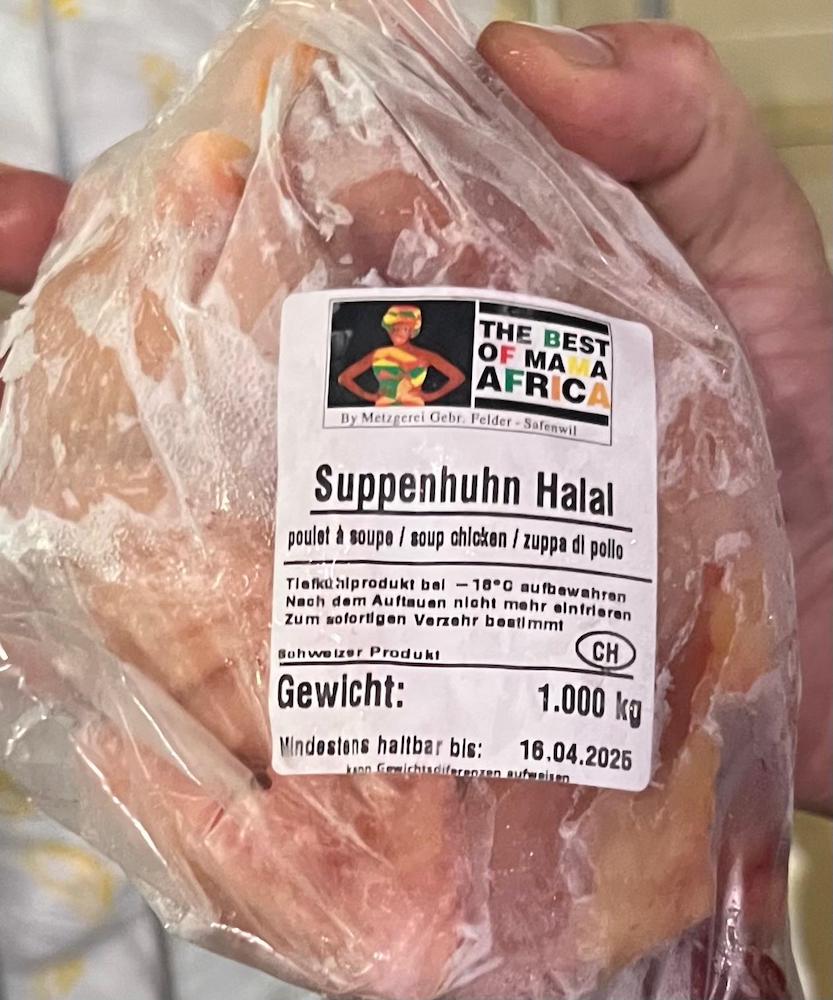 THE BEST
OF MAMA
AFRICA
By Metzgerei Gebr. Felder - Safenwil
Suppenhuhn Halal
poulet à soupe / soup chicken / zuppa di pollo
Tiefkühlprodukt bei –18°C aufbewahren
Nach dem Auftauen nicht mehr einfrieren
Zum sofortigen Verzehr bestimmt
Schweizer Produkt CH
Gewicht: 1.000 kg
Mindestens haltbar bis: 16.04.2026
kann Gewichtsdiferenzen aufweisen